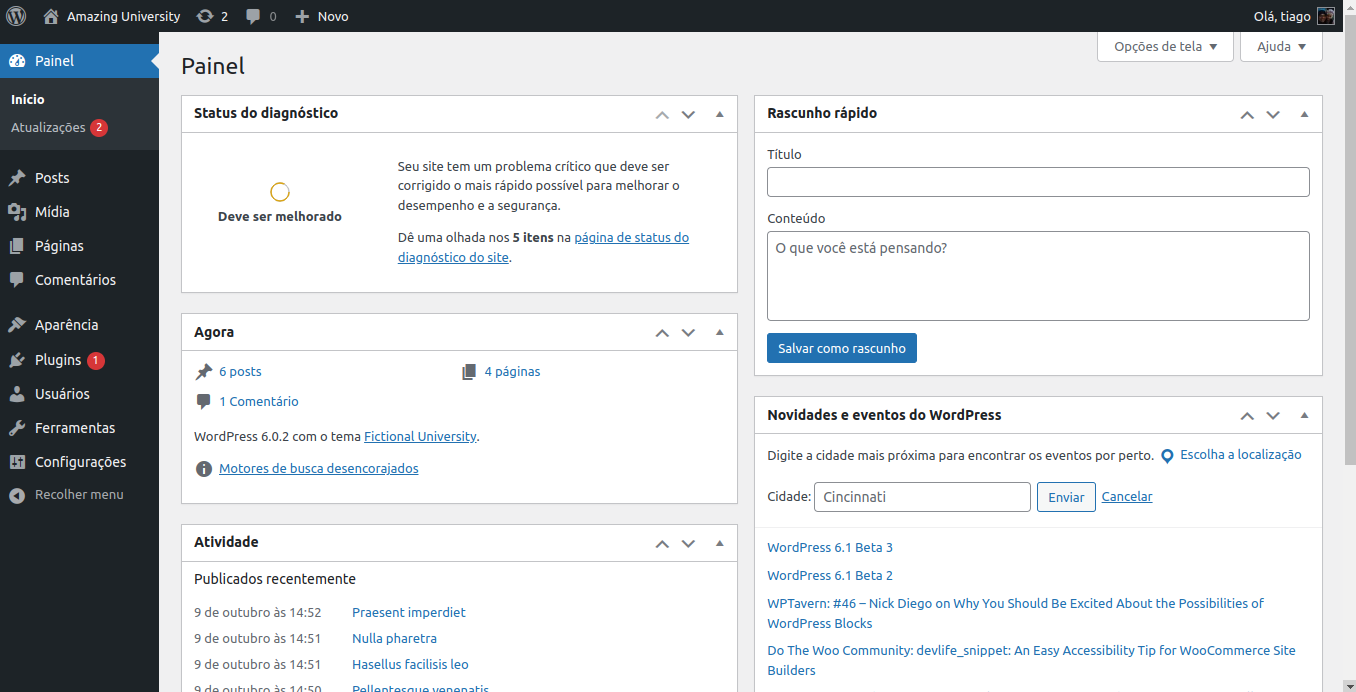 Amazing University
2
0
Novo
Olá, tiago
Painel
Início
Atualizações 2
Posts
Mídia
Páginas
Comentários
Aparência
Plugins 1
Usuários
Ferramentas
Configurações
Recolher menu
Opções de tela
Ajuda
Painel
Status do diagnóstico
Deve ser melhorado
Seu site tem um problema crítico que deve ser
corrigido o mais rápido possível para melhorar o
desempenho e a segurança.
Dê uma olhada nos 5 itens na página de status do
diagnóstico do site.
Agora
6 posts
4 páginas
1 Comentário
WordPress 6.0.2 com o tema Fictional University.
Motores de busca desencorajados
Atividade
Publicados recentemente
9 de outubro às 14:52 Praesent imperdiet
9 de outubro às 14:51 Nulla pharetra
9 de outubro às 14:51 Hasellus facilisis leo
9 de outubro às 14:50 Pellentesque venenatis
Rascunho rápido
Título
Conteúdo
O que você está pensando?
Salvar como rascunho
Novidades e eventos do WordPress
Digite a cidade mais próxima para encontrar os eventos por perto. Escolha a localização
Cidade: Cincinnati Enviar Cancelar
WordPress 6.1 Beta 3
WordPress 6.1 Beta 2
WPTavern: #46 – Nick Diego on Why You Should Be Excited About the Possibilities of
WordPress Blocks
Do The Woo Community: devlife_snippet: An Easy Accessibility Tip for WooCommerce Site
Builders